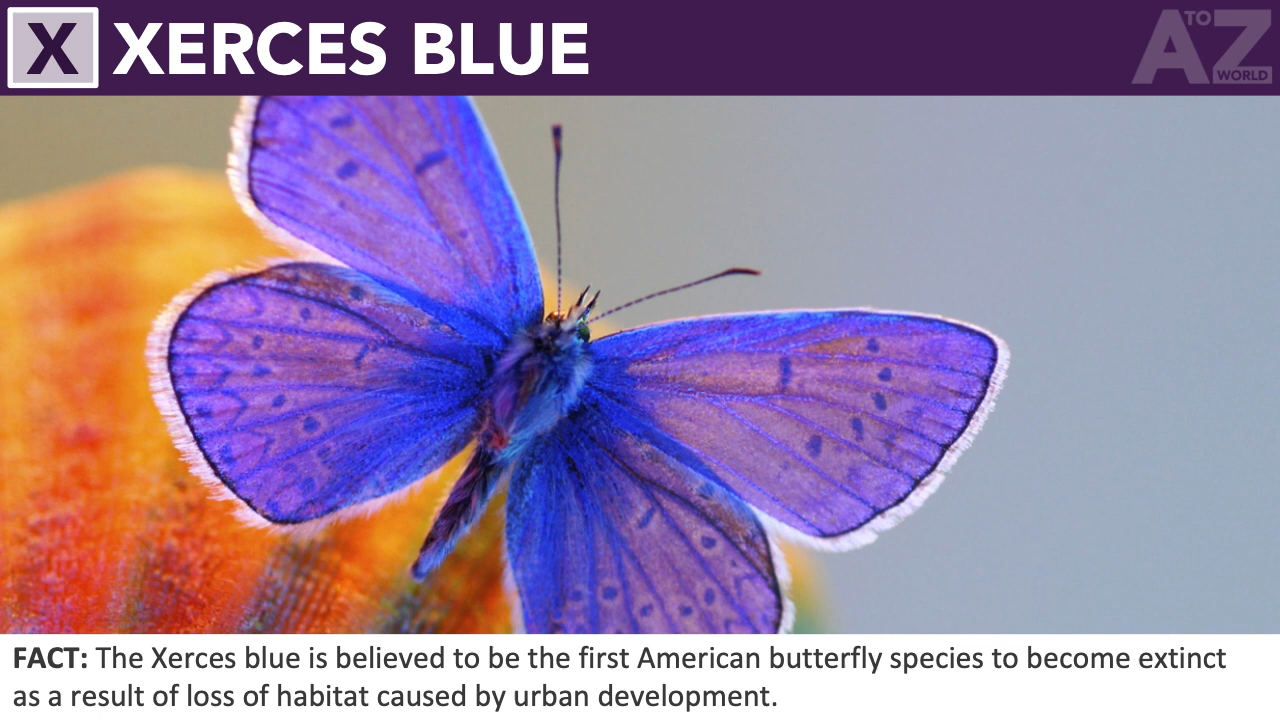 X XERCES BLUE
A TO Z
WORLD
FACT: The Xerces blue is believed to be the first American butterfly species to become extinct
as a result of loss of habitat caused by urban development.